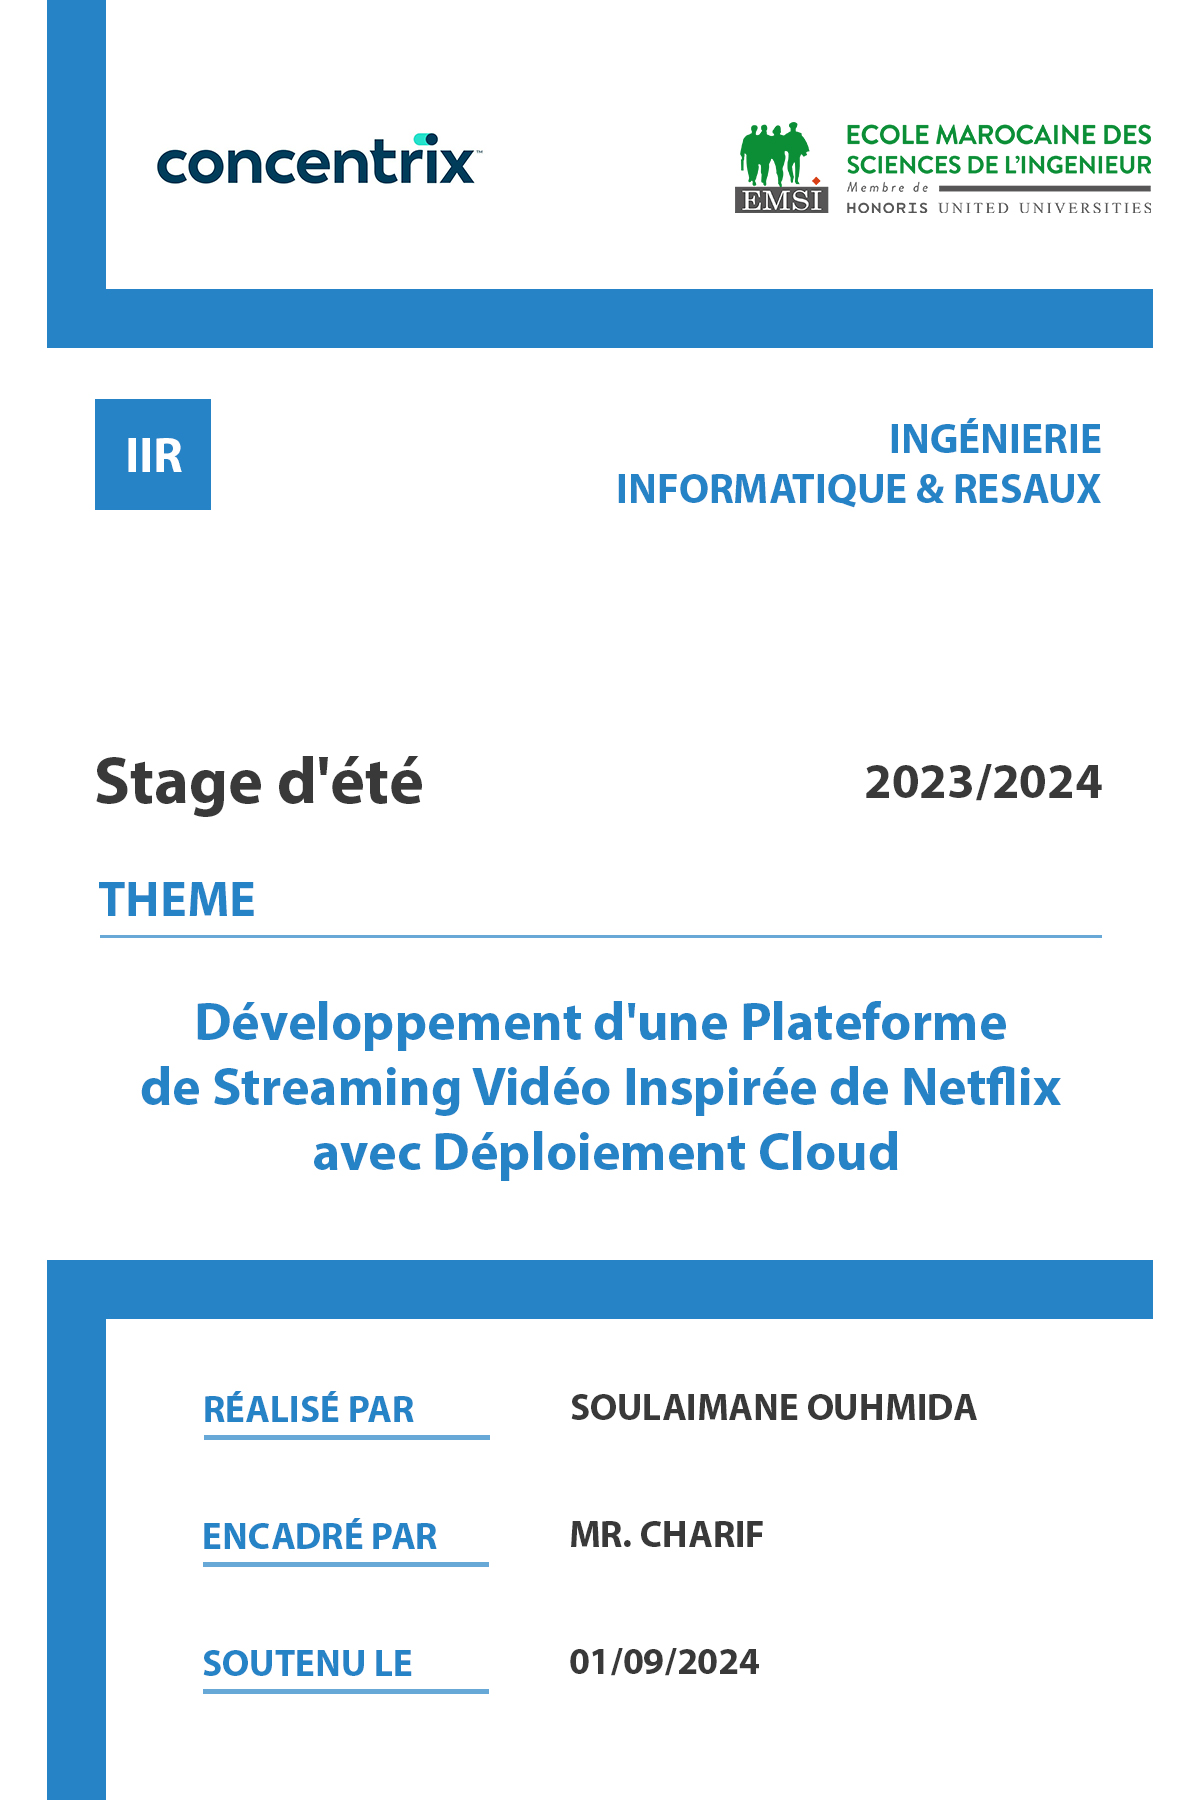 concentrix™
ECOLE MAROCAINE DES
SCIENCES DE L'INGENIEUR
Membre de
EMSI
HONORIS UNITED UNIVERSITIES
IIR
INGÉNIERIE
INFORMATIQUE & RESAUX
Stage d'été
2023/2024
THEME
Développement d'une Plateforme
de Streaming Vidéo Inspirée de Netflix
avec Déploiement Cloud
RÉALISÉ PAR
SOULAIMANE OUHMIDA
ENCADRÉ PAR
MR. CHARIF
SOUTENU LE
01/09/2024